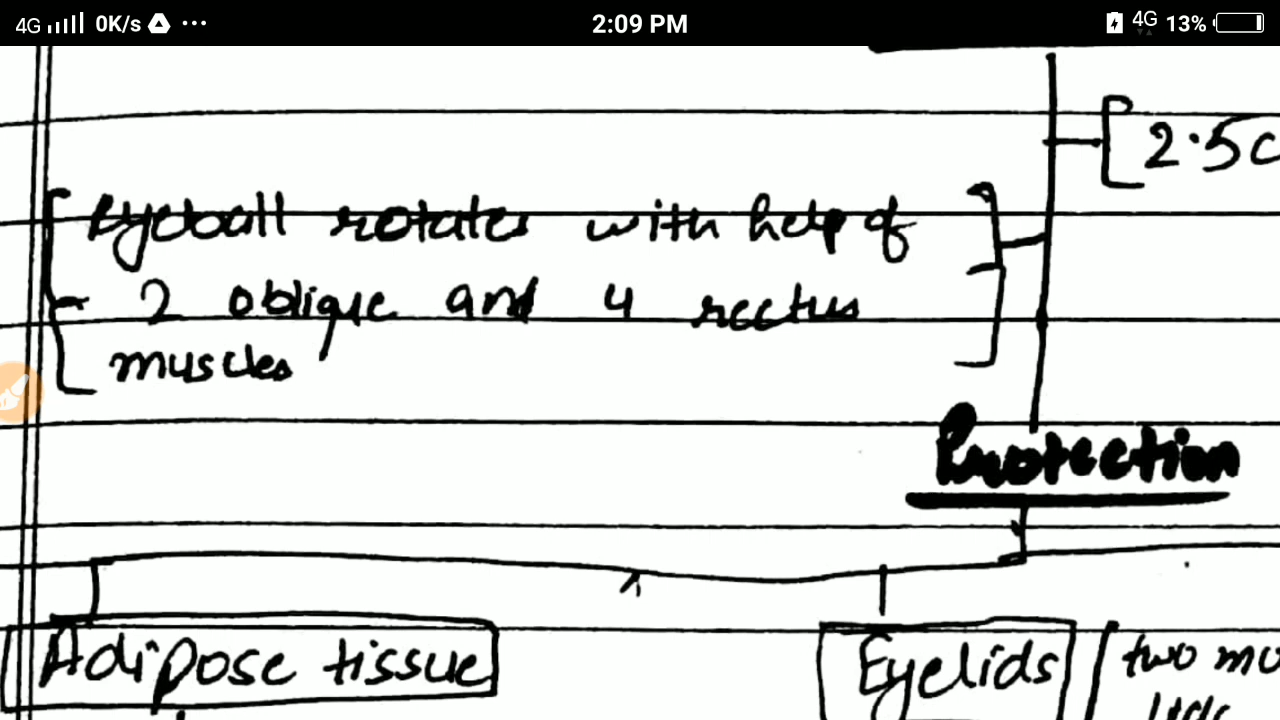 4G 0K/s 2:09 PM 4G 13%
2.5c
Eyeball rotates with help of
2 oblique and 4 rectus
muscles
Protection
Adipose tissue
Eyelids
two mo